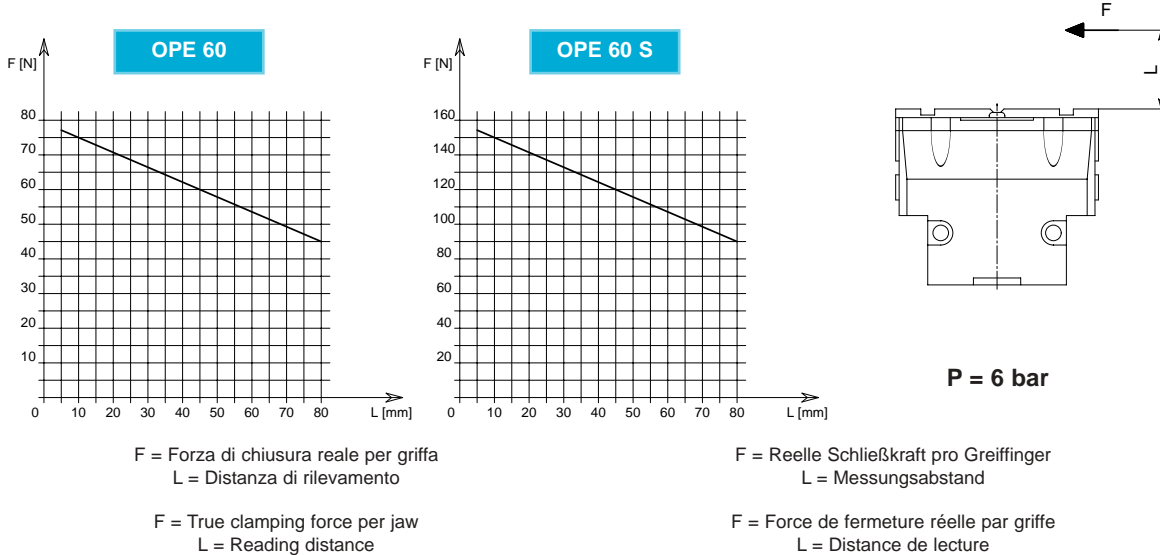 OPE 60
F [N]
80
70
60
50
40
30
20
10
0
10 20 30 40 50 60 70 80
L [mm]
OPE 60 S
F [N]
160
140
120
100
80
60
40
20
0
10 20 30 40 50 60 70 80
L [mm]
F
L
P = 6 bar
F = Forza di chiusura reale per griffa
L = Distanza di rilevamento
F = True clamping force per jaw
L = Reading distance
F = Reelle Schließkraft pro Greiffinger
L = Messungsabstand
F = Force de fermeture réelle par griffe
L = Distance de lecture